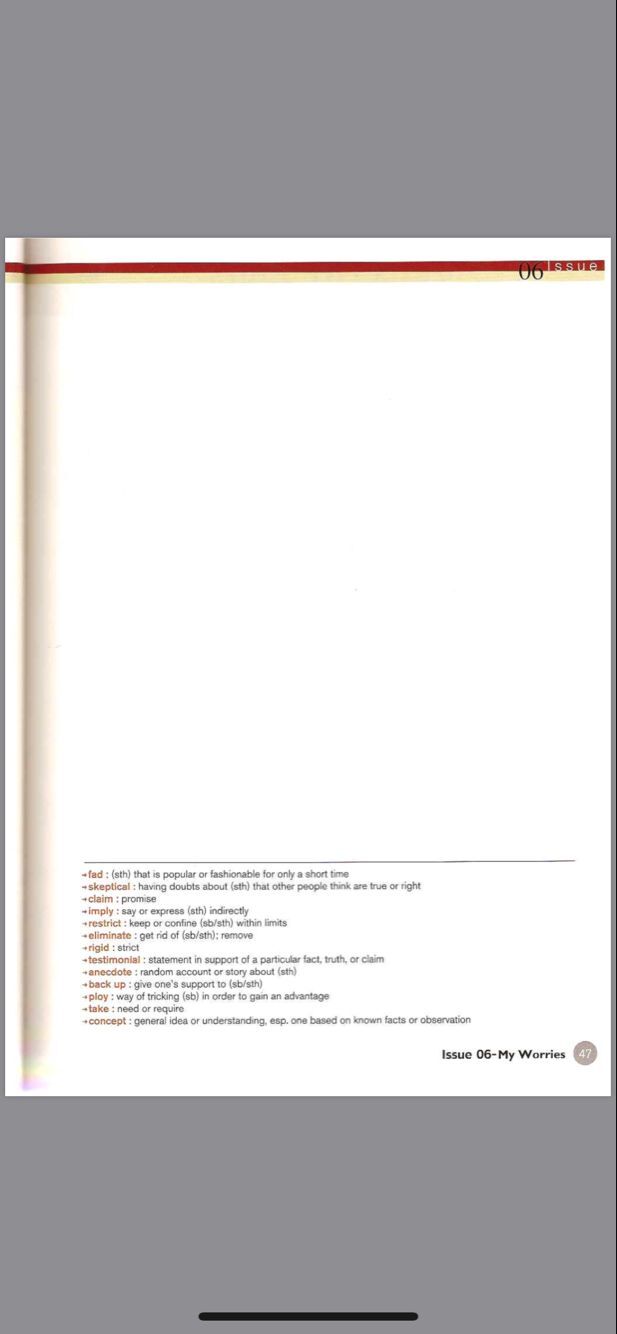 06 Issue
→fad : (sth) that is popular or fashionable for only a short time
→skeptical : having doubts about (sth) that other people think are true or right
→claim : promise
→imply : say or express (sth) indirectly
→restrict : keep or confine (sb/sth) within limits
→eliminate : get rid of (sb/sth); remove
→rigid : strict
→testimonial : statement in support of a particular fact, truth, or claim
→anecdote : random account or story about (sth)
→back up : give one's support to (sb/sth)
→ploy : way of tricking (sb) in order to gain an advantage
→take : need or require
→concept : general idea or understanding, esp. one based on known facts or observation
Issue 06-My Worries 47